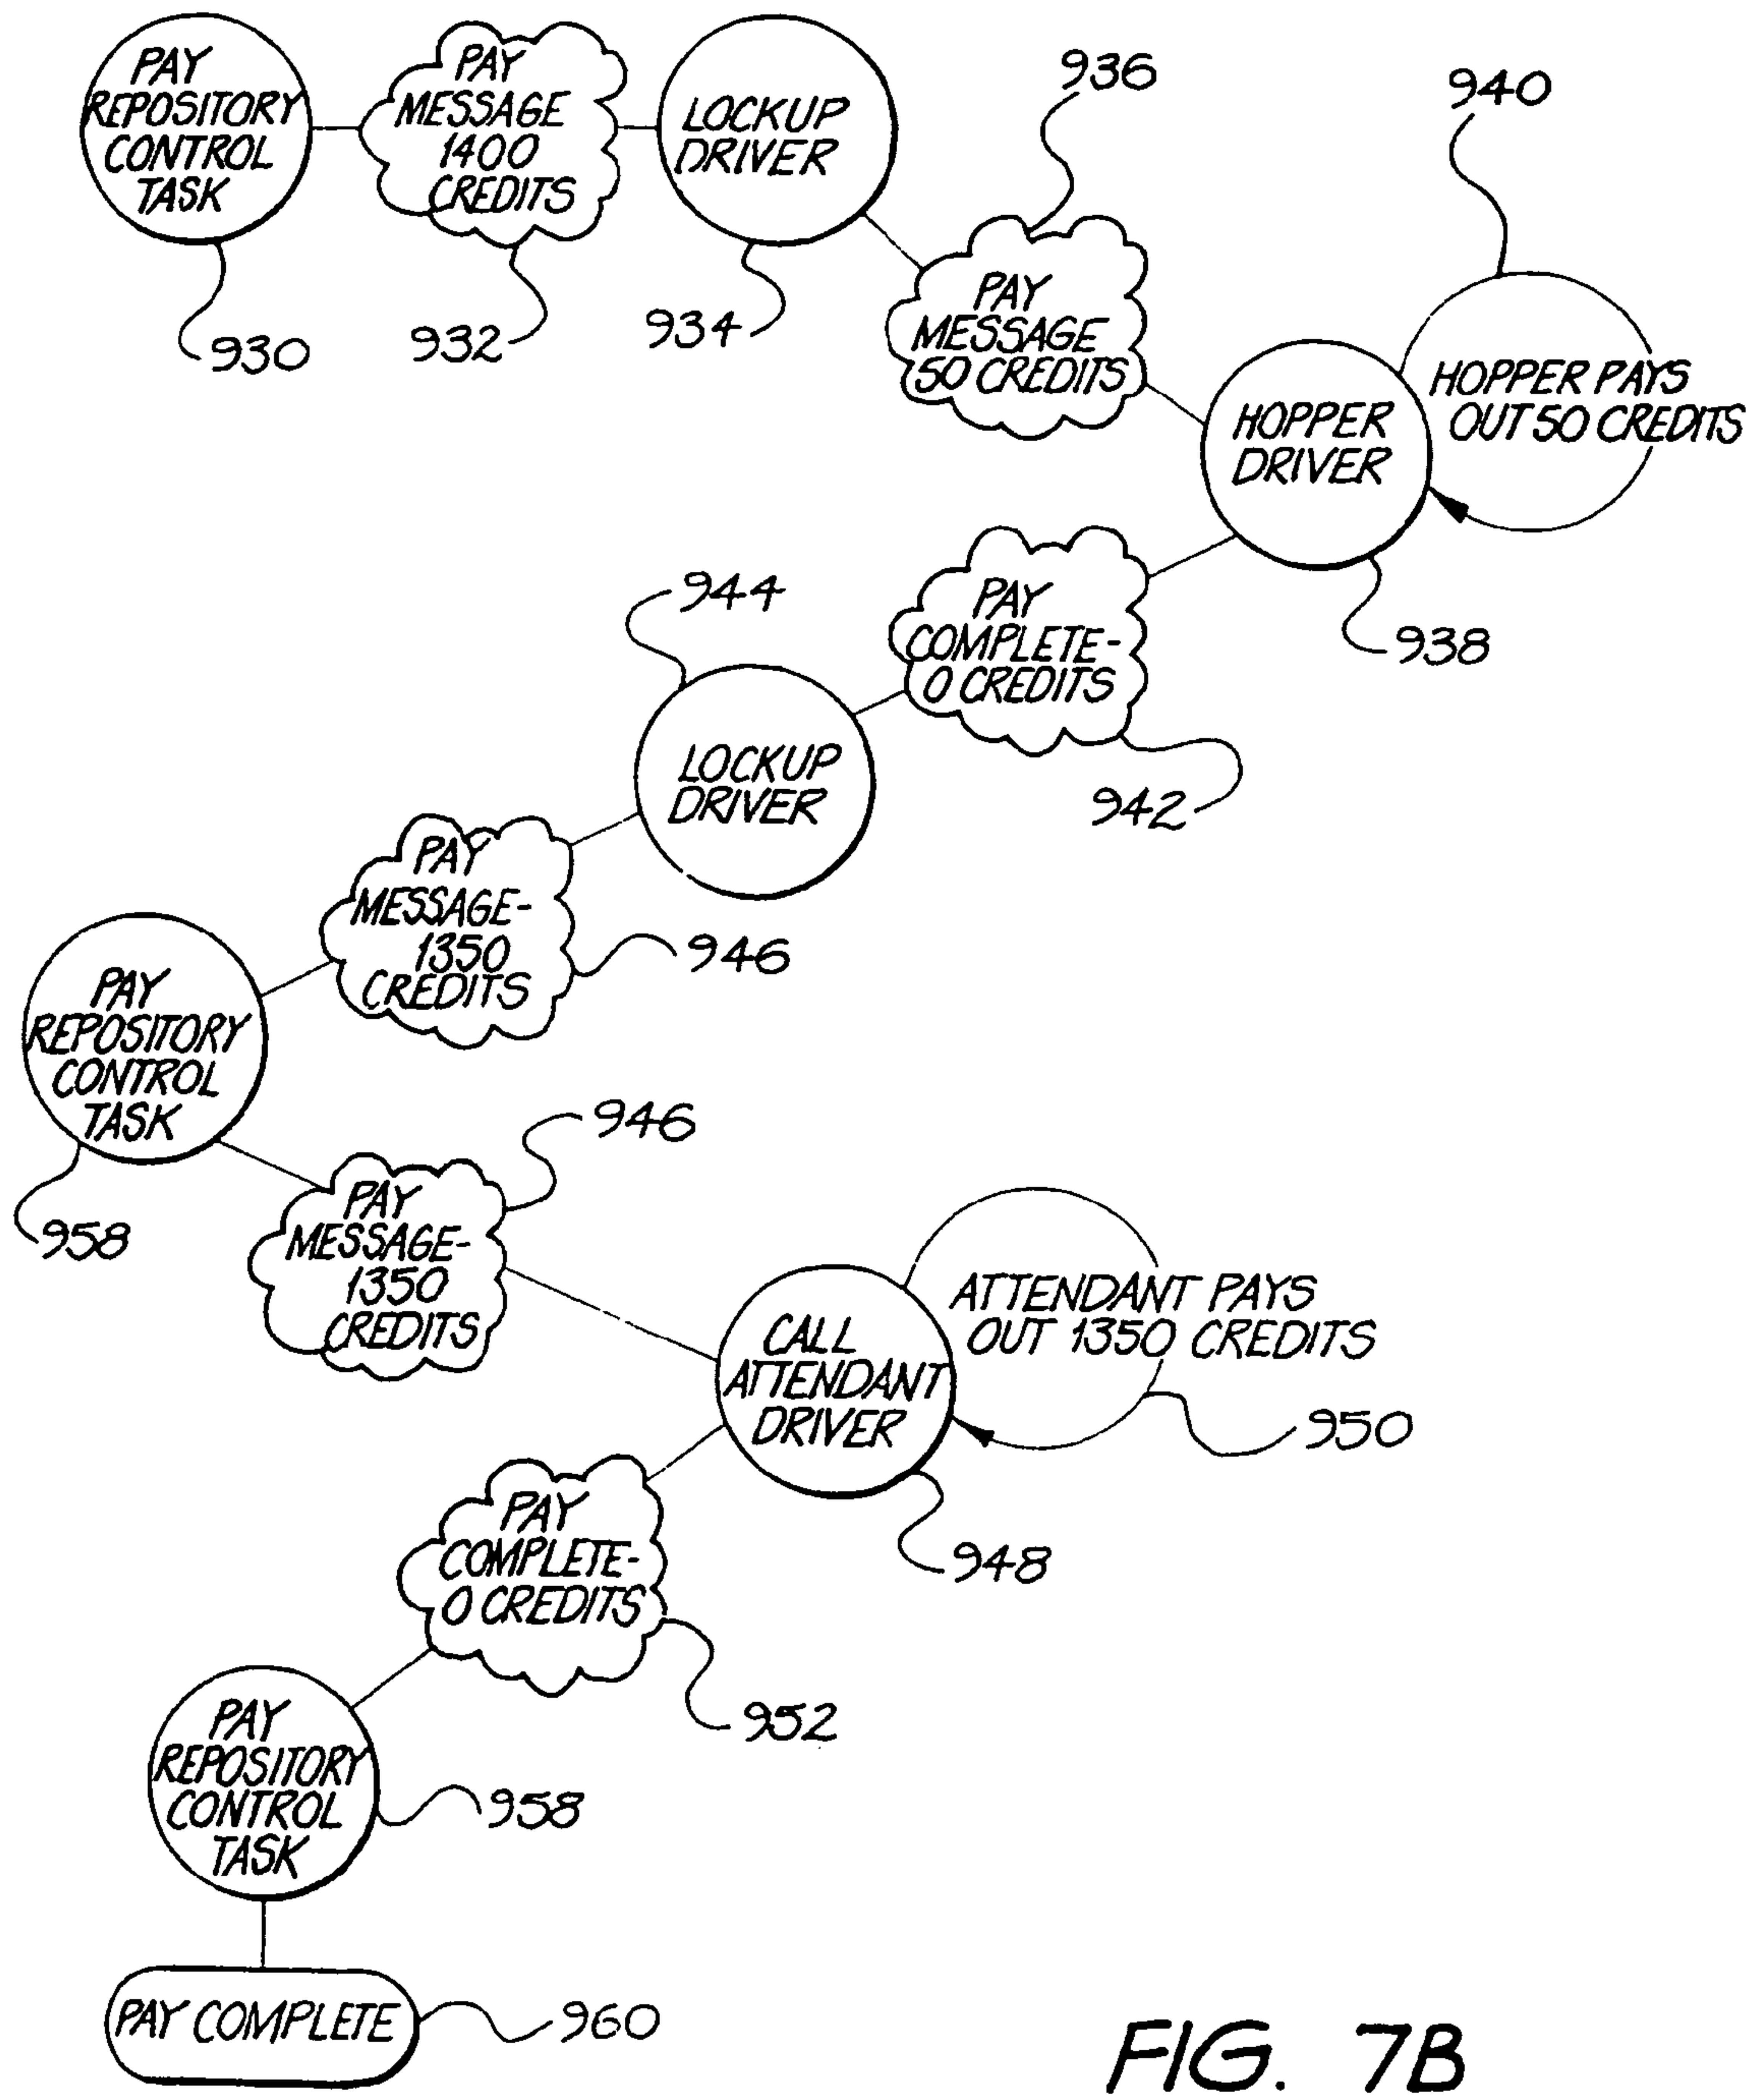 PAY
REPOSITORY
CONTROL
TASK
PAY
MESSAGE
1400
CREDITS
LOCKUP
DRIVER
936
940
930
932
934
PAY
MESSAGE
50 CREDITS
HOPPER
DRIVER
HOPPER PAYS
OUT 50 CREDITS
944
PAY
COMPLETE-
0 CREDITS
938
LOCKUP
DRIVER
942
PAY
MESSAGE-
1350
CREDITS
946
PAY
REPOSITORY
CONTROL
TASK
946
958
PAY
MESSAGE-
1350
CREDITS
CALL
ATTENDANT
DRIVER
ATTENDANT PAYS
OUT 1350 CREDITS
950
PAY
COMPLETE-
0 CREDITS
948
952
PAY
REPOSITORY
CONTROL
TASK
958
PAY COMPLETE
960
FIG. 7B